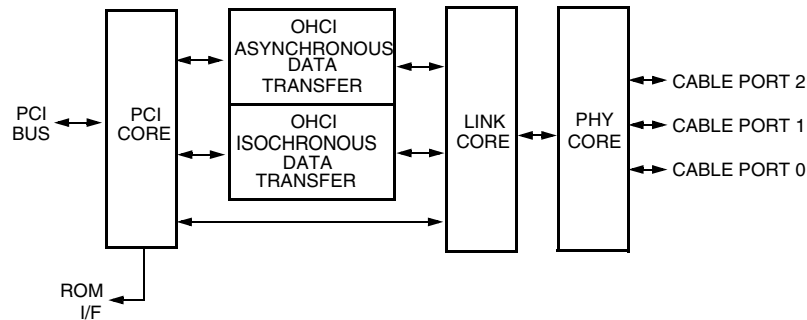 PCI
BUS
PCI
CORE
OHCI
ASYNCHRONOUS
DATA
TRANSFER
OHCI
ISOCHRONOUS
DATA
TRANSFER
LINK
CORE
PHY
CORE
CABLE PORT 2
CABLE PORT 1
CABLE PORT 0
ROM
I/F